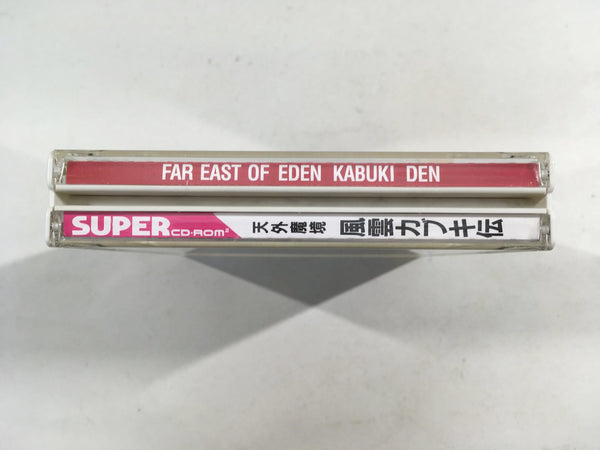 FAR EAST OF EDEN KABUKI DEN
SUPER CD-ROM² 天外魔境 風雲カブキ伝